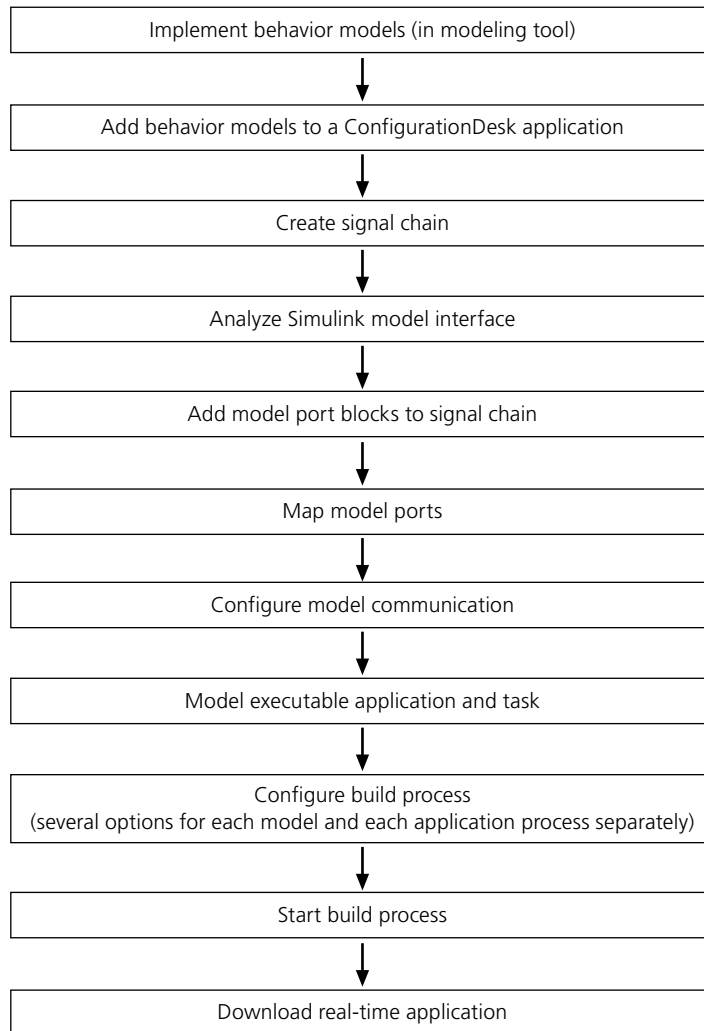 Implement behavior models (in modeling tool)
Add behavior models to a ConfigurationDesk application
Create signal chain
Analyze Simulink model interface
Add model port blocks to signal chain
Map model ports
Configure model communication
Model executable application and task
Configure build process
(several options for each model and each application process separately)
Start build process
Download real-time application